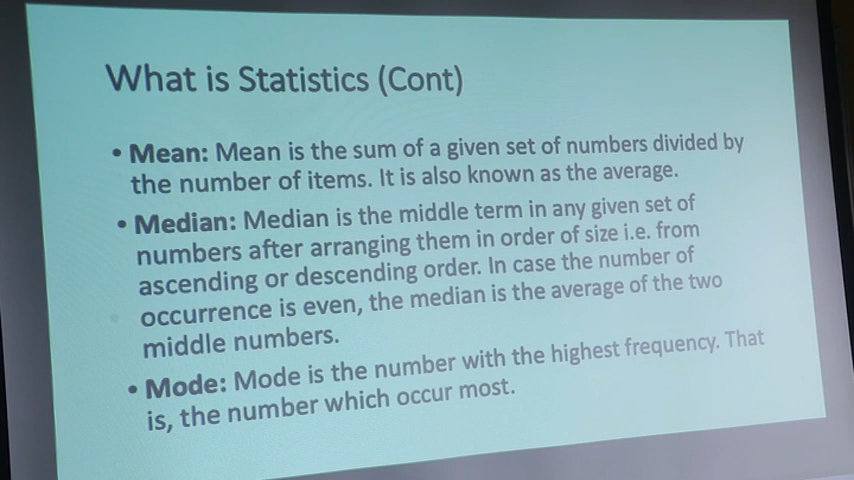 What is Statistics (Cont)
• Mean: Mean is the sum of a given set of numbers divided by
the number of items. It is also known as the average.
• Median: Median is the middle term in any given set of
numbers after arranging them in order of size i.e. from
ascending or descending order. In case the number of
occurrence is even, the median is the average of the two
middle numbers.
• Mode: Mode is the number with the highest frequency. That
is, the number which occur most.